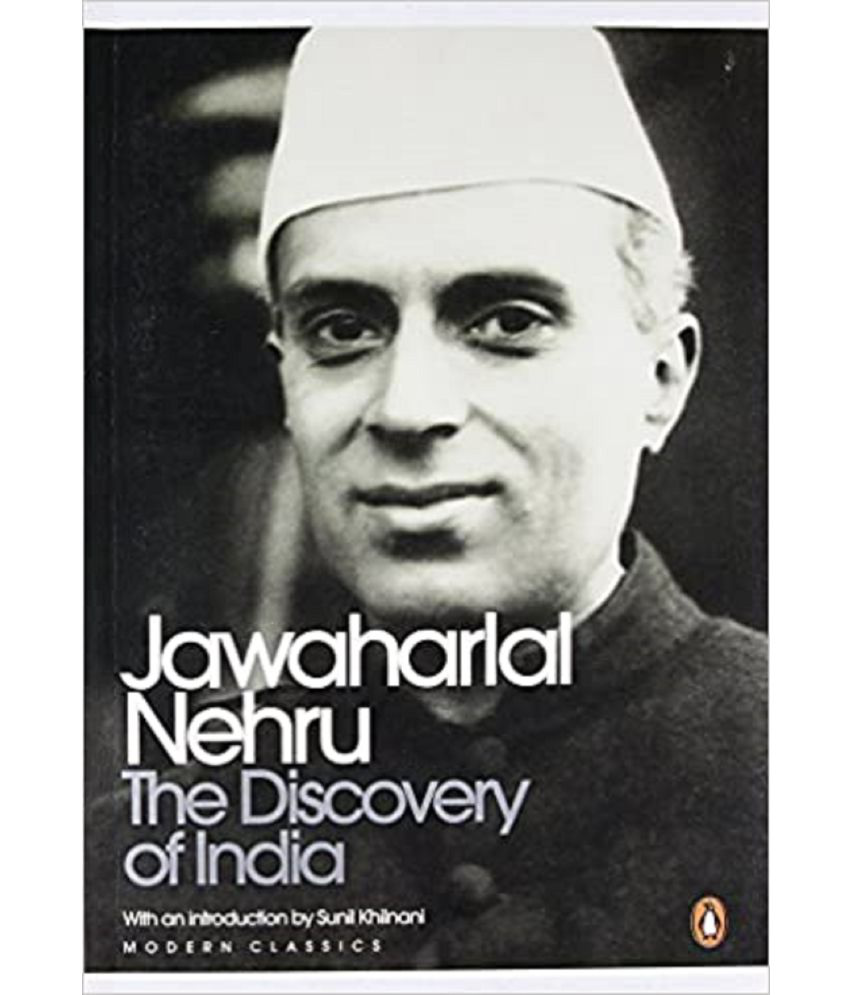 Jawaharlal
Nehru
The Discovery
of India
With an introduction by Sunil Khilnani
MODERN CLASSICS